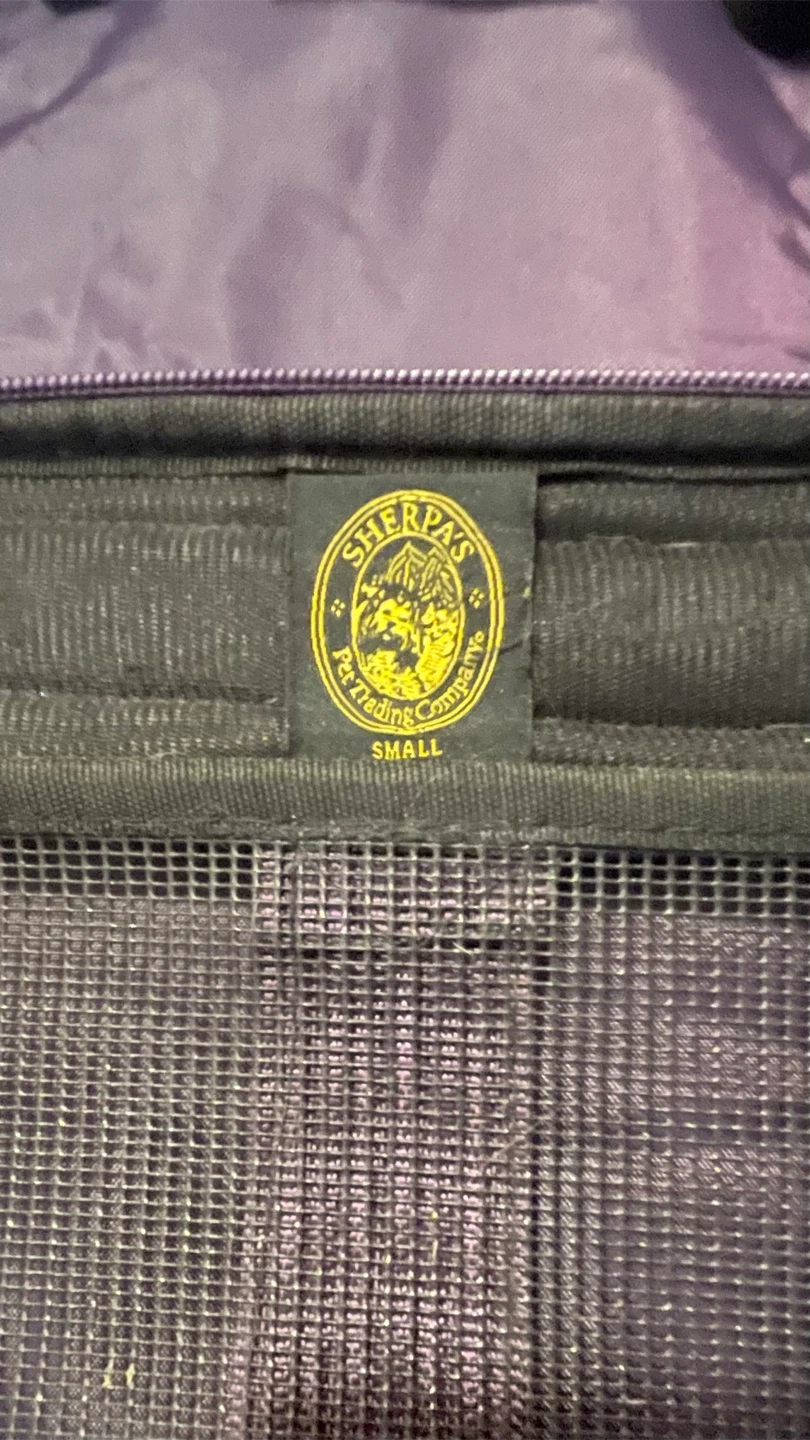 SHERPA'S
Pet Trading Company®
SMALL